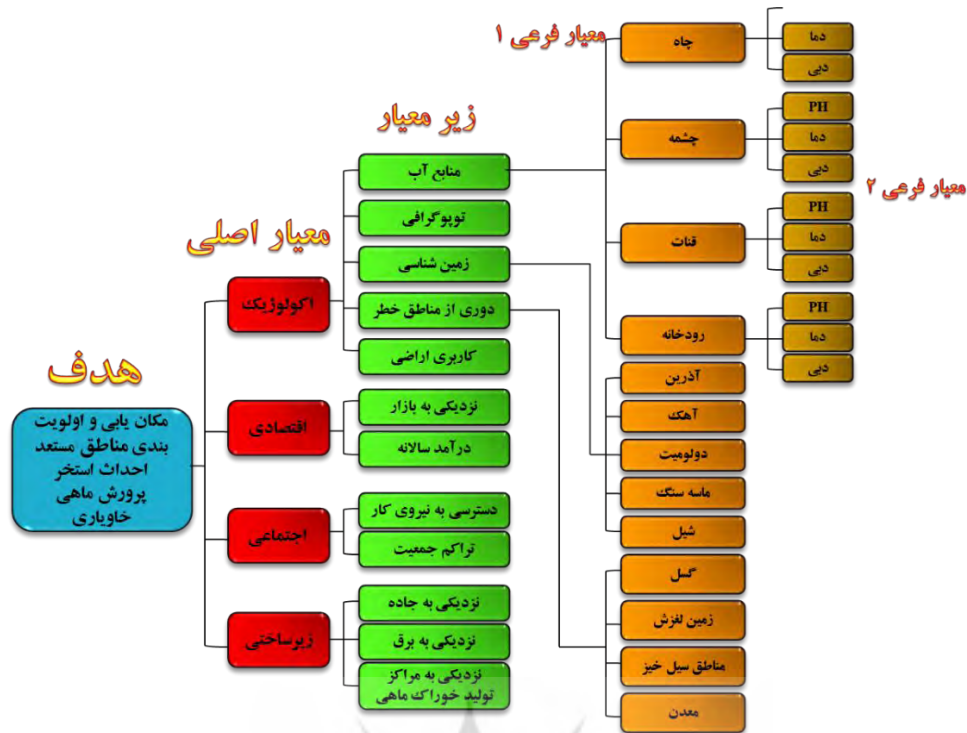 هدف
مکان یابی و اولویت
بندی مناطق مستعد
احداث استخر
پرورش ماهی
خاویاری
معیار اصلی
اکولوژیک
اقتصادی
اجتماعی
زیرساختی
زیر معیار
منابع آب
توپوگرافی
زمین شناسی
دوری از مناطق خطر
کاربری اراضی
نزدیکی به بازار
درآمد سالانه
دسترسی به نیروی کار
تراکم جمعیت
نزدیکی به جاده
نزدیکی به برق
نزدیکی به مراکز
تولید خوراک ماهی
معیار فرعی ۱
چاه
چشمه
قنات
رودخانه
آذرین
آهک
دولومیت
ماسه سنگ
شیل
گسل
زمین لغزش
مناطق سیل خیز
معدن
معیار فرعی ۲
دما
دبی
PH
دما
دبی
PH
دما
دبی
PH
دما
دبی